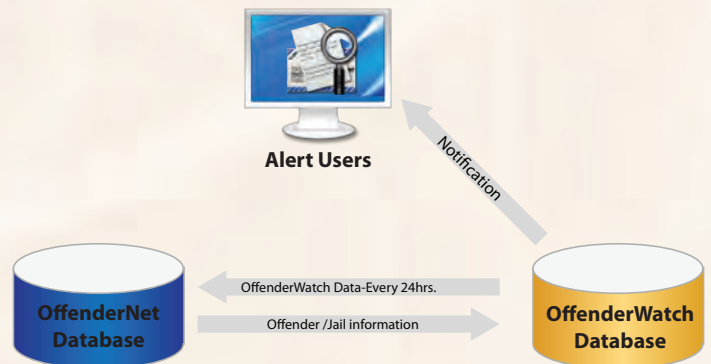 Alert Users
Notification
OffenderWatch Data-Every 24hrs.
OffenderNet
Database
Offender /Jail information
OffenderWatch
Database